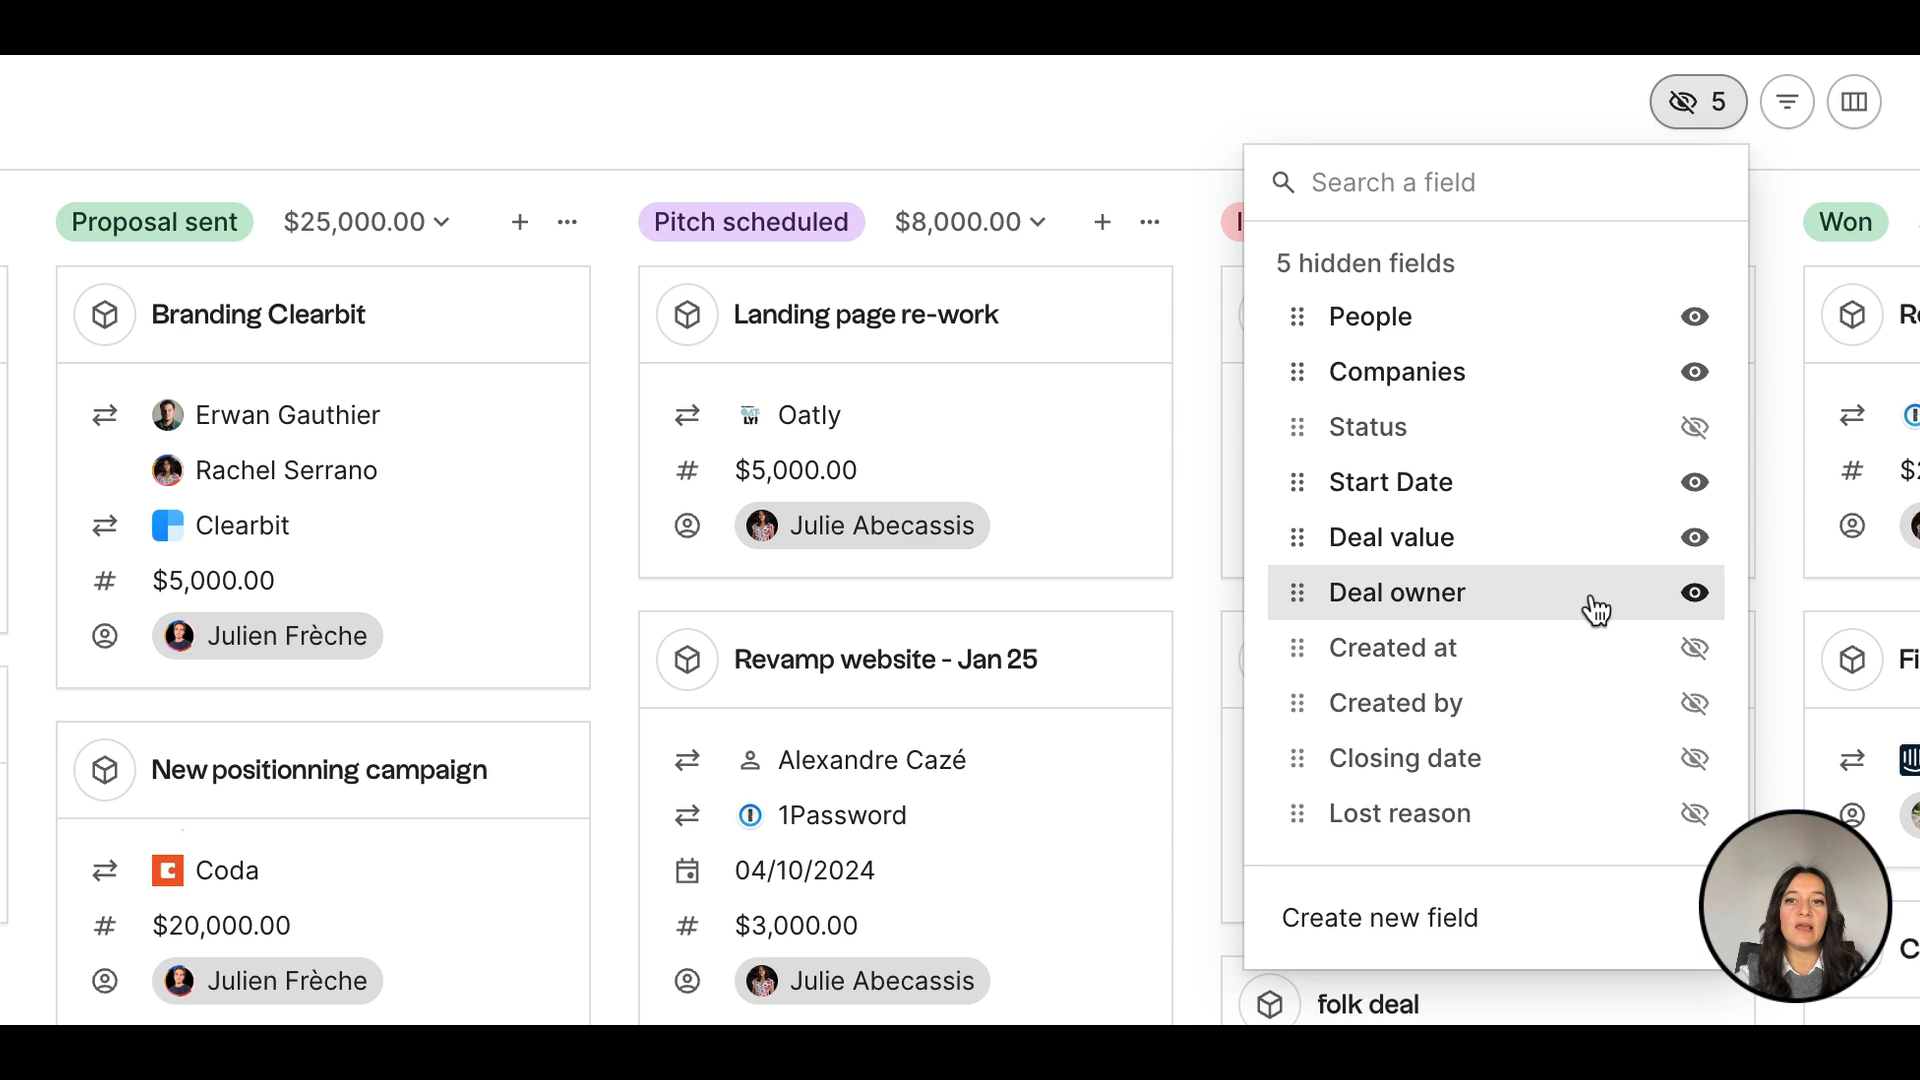 5
Search a field
5 hidden fields
People
Companies
Status
Start Date
Deal value
Deal owner
Created at
Created by
Closing date
Lost reason
Create new field
Proposal sent $25,000.00
Branding Clearbit
Erwan Gauthier
Rachel Serrano
Clearbit
# $5,000.00
Julien Frèche
New positionning campaign
Coda
# $20,000.00
Julien Frèche
Pitch scheduled $8,000.00
Landing page re-work
Oatly
# $5,000.00
Julie Abecassis
Revamp website - Jan 25
Alexandre Cazé
1Password
04/10/2024
# $3,000.00
Julie Abecassis
folk deal
Won
#